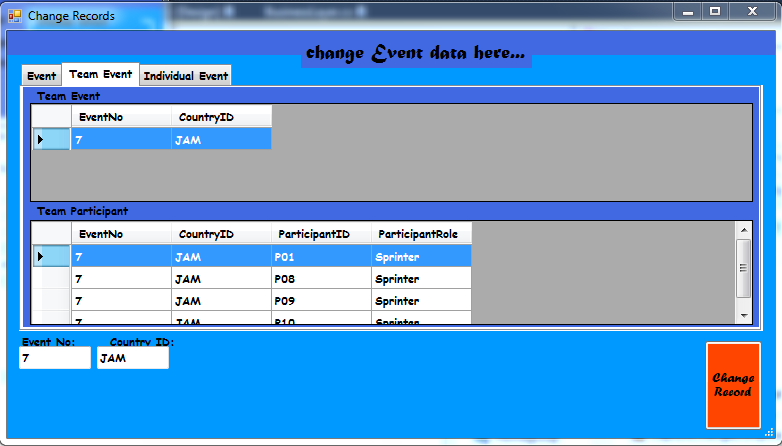 Change Records
change Event data here...
Event Team Event Individual Event
Team Event
EventNo CountryID
7 JAM
Team Participant
EventNo CountryID ParticipantID ParticipantRole
7 JAM P01 Sprinter
7 JAM P08 Sprinter
7 JAM P09 Sprinter
7 JAM P10 Sprinter
Event No: Country ID:
7 JAM
Change
Record